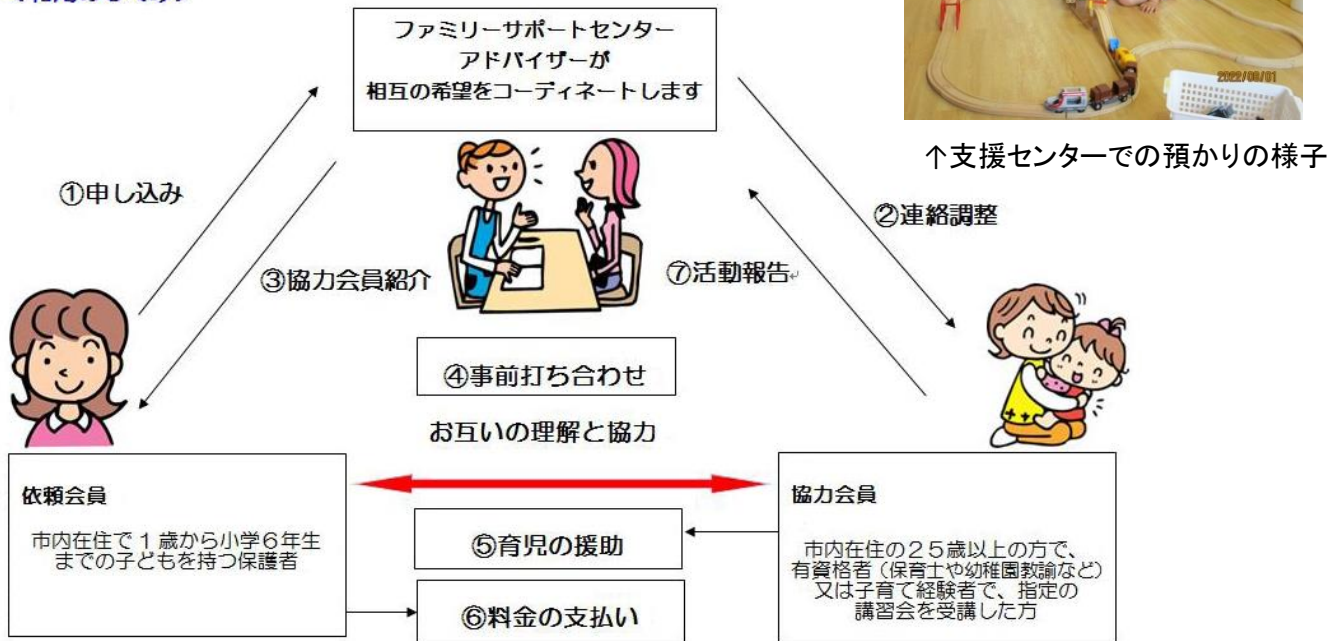 ファミリーサポートセンター
アドバイザーが
相互の希望をコーディネートします
2022/08/01
↑支援センターでの預かりの様子
①申し込み
②連絡調整
③協力会員紹介
⑦活動報告
④事前打ち合わせ
お互いの理解と協力
依頼会員
市内在住で1歳から小学6年生
までの子どもを持つ保護者
⑤育児の援助
⑥料金の支払い
協力会員
市内在住の25歳以上の方で、
有資格者(保育士や幼稚園教諭など)
又は子育て経験者で、指定の
講習会を受講した方